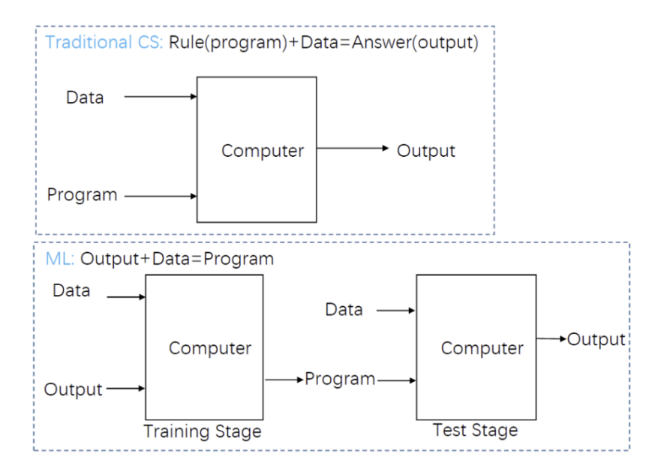 Traditional CS: Rule(program)+Data=Answer(output)
Data
Computer
Output
Program
ML: Output+Data=Program
Data
Data
Computer
Computer
Output
Output
Program
Training Stage
Test Stage